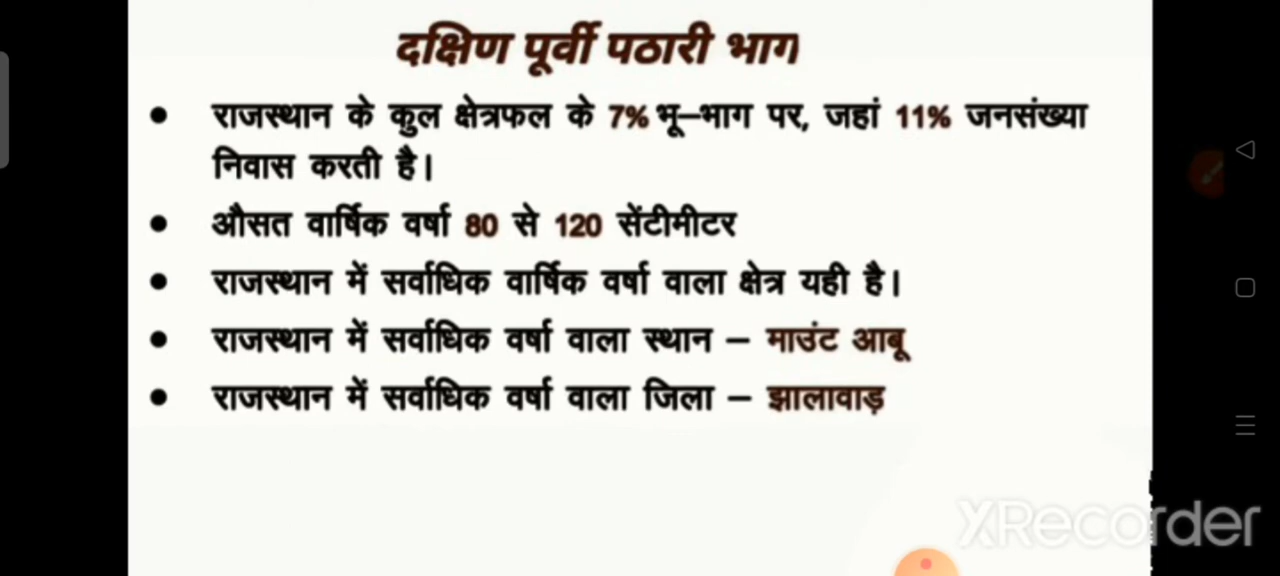 दक्षिण पूर्वी पठारी भाग
• राजस्थान के कुल क्षेत्रफल के 7% भू–भाग पर, जहां 11% जनसंख्या
निवास करती है।
• औसत वार्षिक वर्षा 80 से 120 सेंटीमीटर
• राजस्थान में सर्वाधिक वार्षिक वर्षा वाला क्षेत्र यही है।
• राजस्थान में सर्वाधिक वर्षा वाला स्थान – माउंट आबू
• राजस्थान में सर्वाधिक वर्षा वाला जिला – झालावाड़
XRecorder